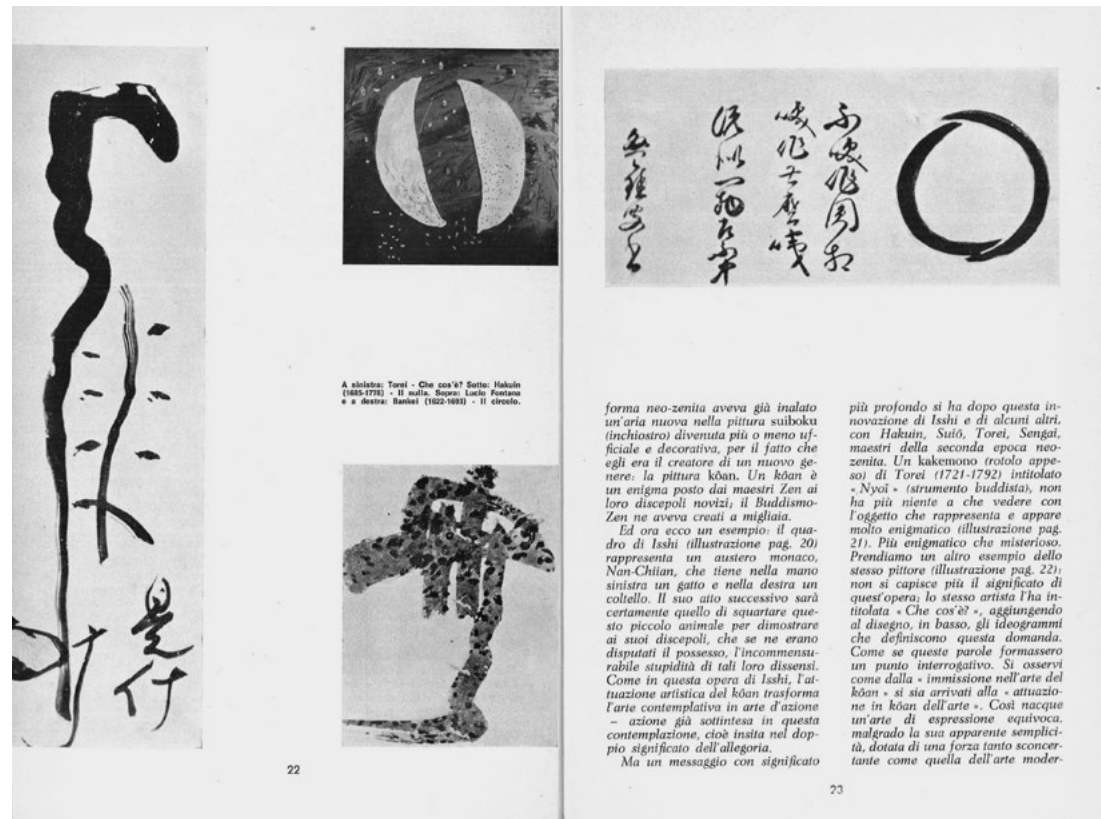 A sinistra: Torei - Che cos'è? Sotto: Hakuin
(1685-1778) - Il nulla. Sopra: Lucio Fontana
e a destra: Bankei (1622-1693) - Il circolo.
22
forma neo-zenita aveva già inalato
un'aria nuova nella pittura suiboku
(inchiostro) divenuta più o meno uf-
ficiale e decorativa, per il fatto che
egli era il creatore di un nuovo ge-
nere: la pittura kôan. Un kôan è
un enigma posto dai maestri Zen ai
loro discepoli novizi; il Buddismo-
Zen ne aveva creati a migliaia.
Ed ora ecco un esempio: il qua-
dro di Isshi (illustrazione pag. 20)
rappresenta un austero monaco,
Nan-Chiian, che tiene nella mano
sinistra un gatto e nella destra un
coltello. Il suo atto successivo sarà
certamente quello di squartare que-
sto piccolo animale per dimostrare
ai suoi discepoli, che se ne erano
disputati il possesso, l'incommensu-
rabile stupidità di tali loro dissensi.
Come in questa opera di Isshi, l'at-
tuazione artistica del kôan trasforma
l'arte contemplativa in arte d'azione
– azione già sottintesa in questa
contemplazione, cioè insita nel dop-
pio significato dell'allegoria.
Ma un messaggio con significato
più profondo si ha dopo questa in-
novazione di Isshi e di alcuni altri,
con Hakuin, Suiô, Torei, Sengai,
maestri della seconda epoca neo-
zenita. Un kakemono (rotolo appe-
so) di Torei (1721-1792) intitolato
« Nyoï » (strumento buddista), non
ha più niente a che vedere con
l'oggetto che rappresenta e appare
molto enigmatico (illustrazione pag.
21). Più enigmatico che misterioso.
Prendiamo un altro esempio dello
stesso pittore (illustrazione pag. 22):
non si capisce più il significato di
quest'opera; lo stesso artista l'ha in-
titolata « Che cos'è? », aggiungendo
al disegno, in basso, gli ideogrammi
che definiscono questa domanda.
Come se queste parole formassero
un punto interrogativo. Si osservi
come dalla « immissione nell'arte del
kôan » si sia arrivati alla « attuazio-
ne in kôan dell'arte ». Così nacque
un'arte di espressione equivoca,
malgrado la sua apparente semplici-
tà, dotata di una forza tanto sconcer-
tante come quella dell'arte moder-
23